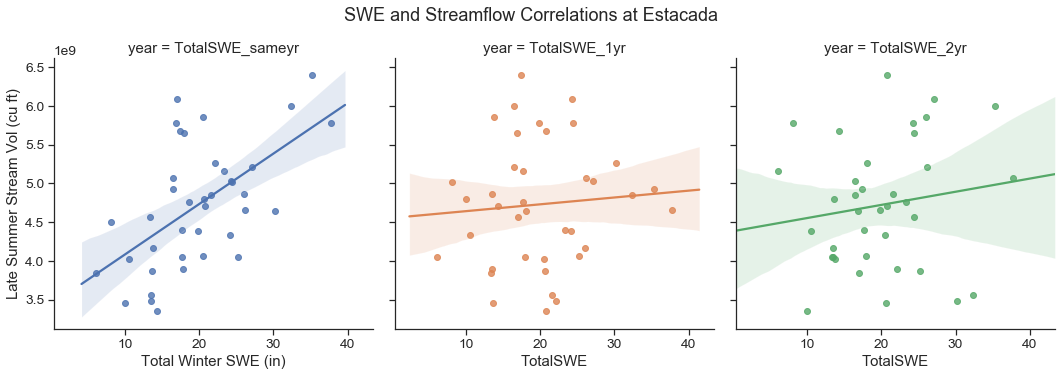 SWE and Streamflow Correlations at Estacada
year = TotalSWE_sameyr
year = TotalSWE_1yr
year = TotalSWE_2yr
1e9
6.5
6.0
5.5
5.0
4.5
4.0
3.5
Late Summer Stream Vol (cu ft)
10 20 30 40
10 20 30 40
10 20 30 40
Total Winter SWE (in)
TotalSWE
TotalSWE